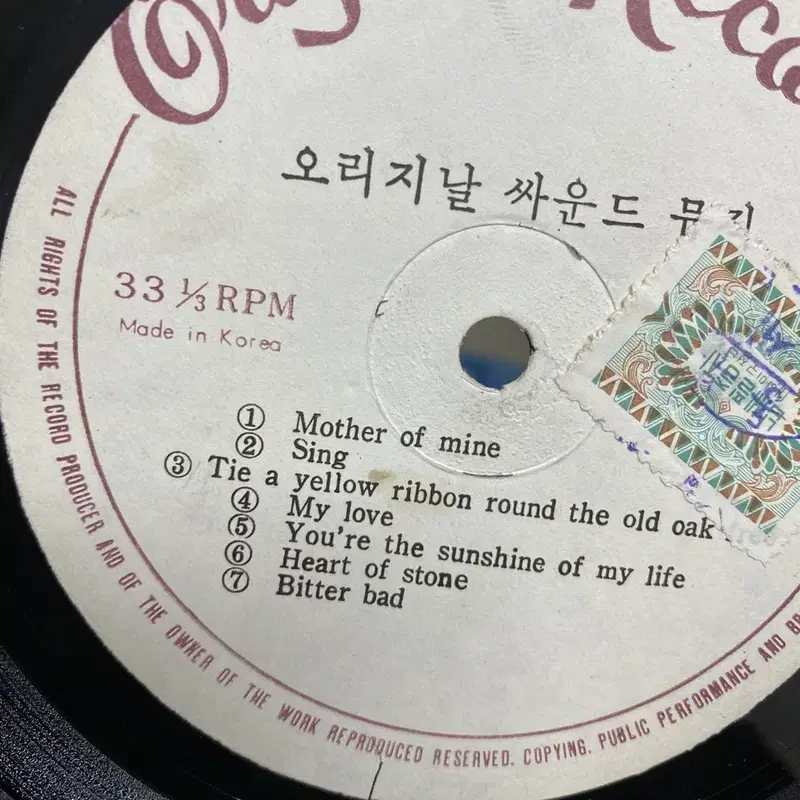 오리지날 싸운드 무
33 ⅓ RPM
Made in Korea
① Mother of mine
② Sing
③ Tie a yellow ribbon round the old oak
④ My love
⑤ You're the sunshine of my life
⑥ Heart of stone
⑦ Bitter bad
ALL RIGHTS OF THE RECORD PRODUCER AND OF THE OWNER OF THE WORK REPRODUCED RESERVED. COPYING. PUBLIC PERFORMANCE AND